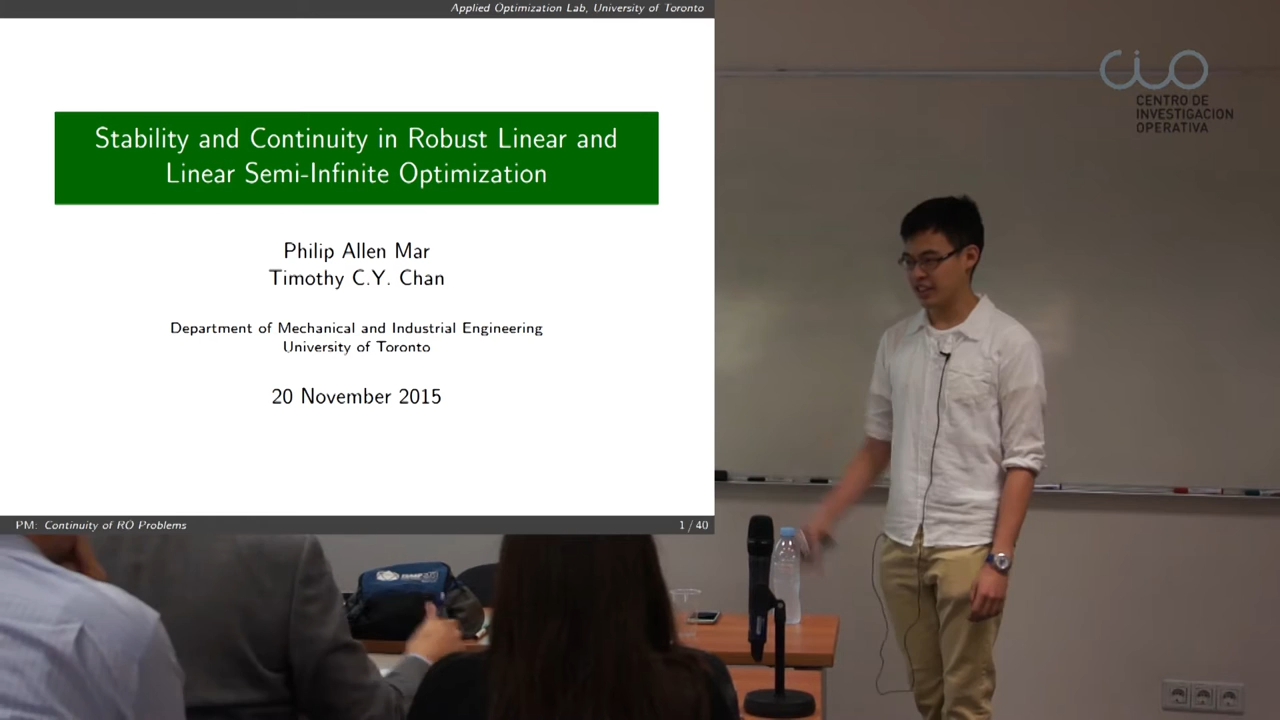 Applied Optimization Lab, University of Toronto
Stability and Continuity in Robust Linear and
Linear Semi-Infinite Optimization
Philip Allen Mar
Timothy C.Y. Chan
Department of Mechanical and Industrial Engineering
University of Toronto
20 November 2015
PM: Continuity of RO Problems
1 / 40
CIO
CENTRO DE
INVESTIGACION
OPERATIVA